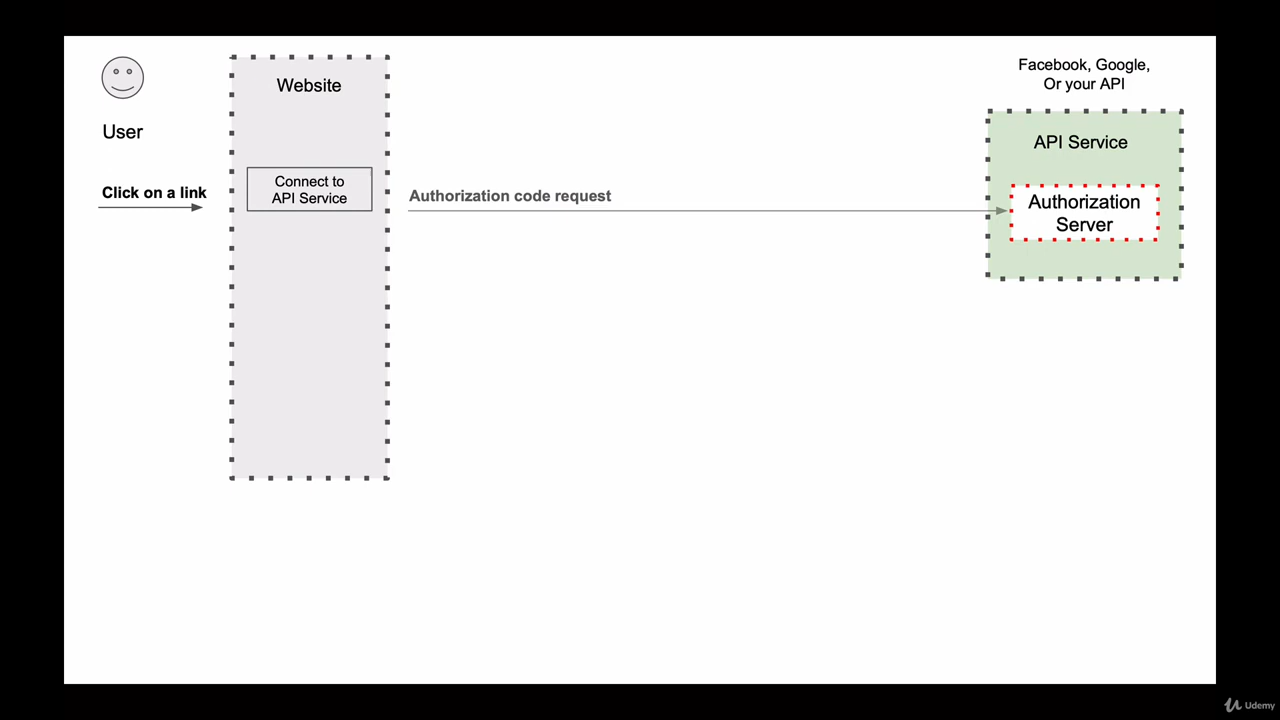 User
Click on a link
Website
Connect to
API Service
Authorization code request
Facebook, Google,
Or your API
API Service
Authorization
Server
Udemy